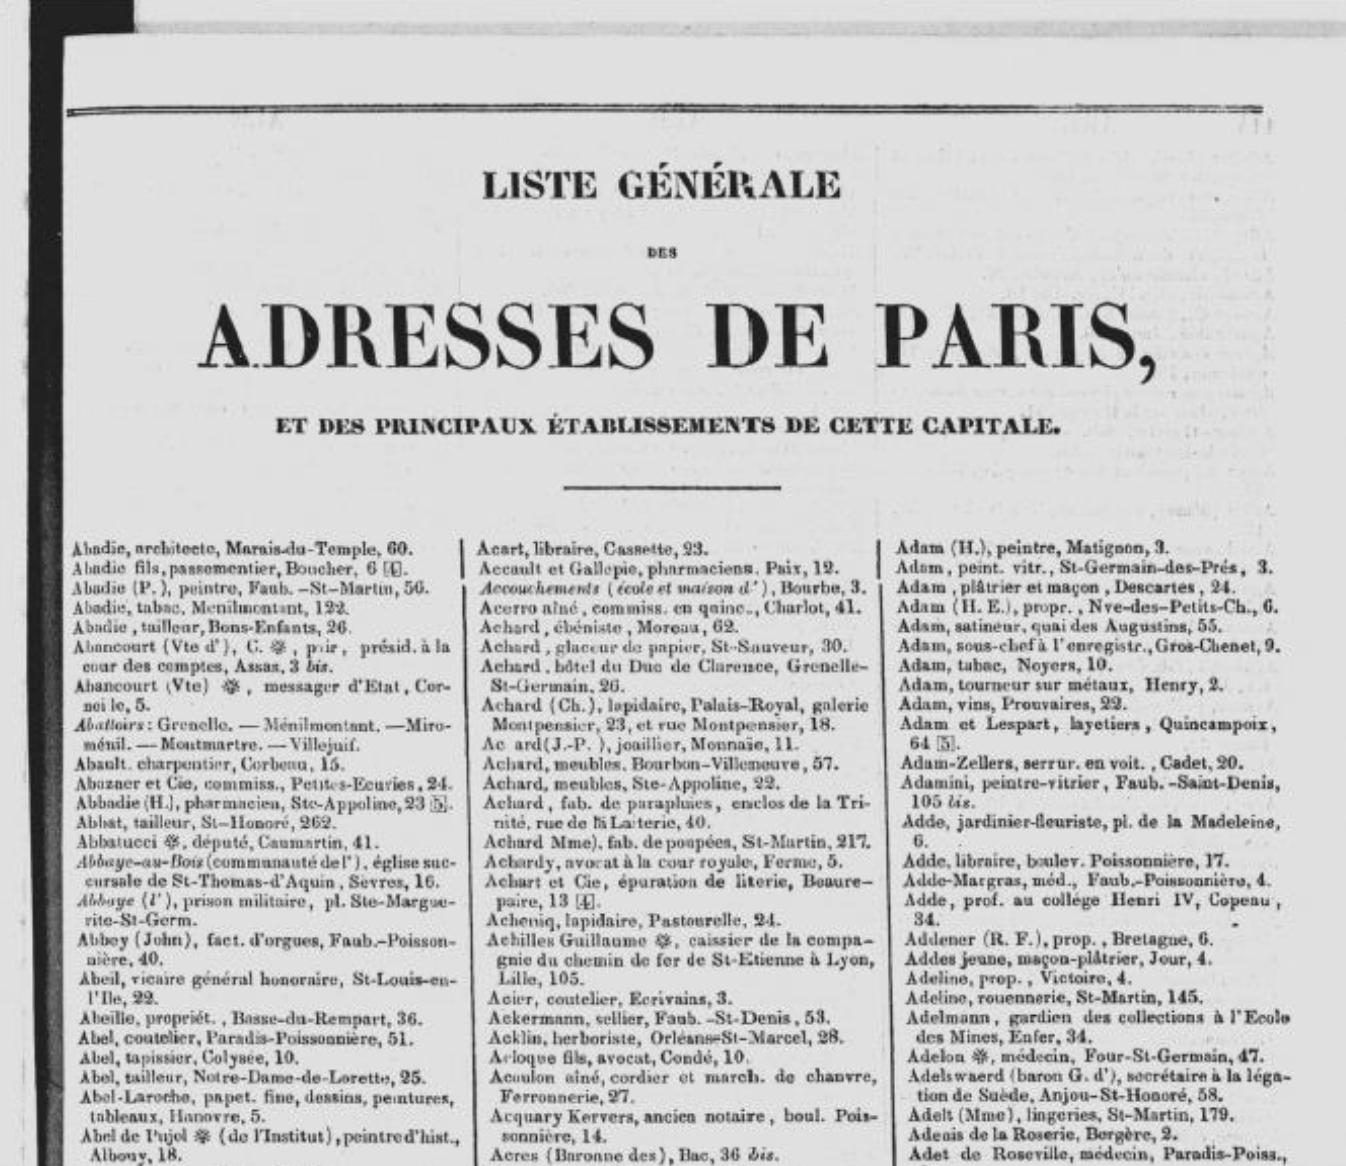 LISTE GÉNÉRALE
DES
ADRESSES DE PARIS,
ET DES PRINCIPAUX ÉTABLISSEMENTS DE CETTE CAPITALE.
Abadie, architecte, Marais-du-Temple, 60.
Abadie fils, passementier, Boucher, 6 [4].
Abadie (P.), peintre, Faub.-St-Martin, 56.
Abadie, tabac, Menilmontant, 122.
Abadie, tailleur, Bons-Enfants, 26.
Abancourt (Vte d'), C. ❀, pair, présid. à la
cour des comptes, Assas, 3 bis.
Abancourt (Vte) ❀, messager d'Etat, Cor-
nei le, 5.
Abattoirs: Grenelle. — Ménilmontant. — Miro-
ménil. — Montmartre. — Villejuif.
Abault, charpentier, Corbeau, 15.
Abazner et Cie, commiss., Petites-Ecuries, 24.
Abbadie (H.), pharmacien, Ste-Appoline, 23 [5].
Abbat, tailleur, St-Honoré, 262.
Abbatucci ❀, député, Caumartin, 41.
Abbaye-au-Bois (communauté de l'), église suc-
cursale de St-Thomas-d'Aquin, Sevres, 16.
Abbaye (l'), prison militaire, pl. Ste-Margue-
rite-St-Germ.
Abbey (John), fact. d'orgues, Faub.-Poisson-
nière, 40.
Abeil, vicaire général honoraire, St-Louis-en-
l'Ile, 22.
Abeille, propriét., Basse-du-Rempart, 36.
Abel, coutelier, Paradis-Poissonnière, 51.
Abel, tapissier, Colysée, 10.
Abel, tailleur, Notre-Dame-de-Lorette, 25.
Abel-Laroche, papet. fine, dessins, peintures,
tableaux, Hanovre, 5.
Abel de Pujol ❀ (de l'Institut), peintre d'hist.,
Albouy, 18.
Acart, libraire, Cassette, 23.
Accault et Gallepie, pharmaciens, Paix, 12.
Accouchements (école et maison d'), Bourbe, 3.
Acerro aîné, commiss. en quinc., Charlot, 41.
Achard, ébéniste, Moreau, 62.
Achard, glaceur de papier, St-Sauveur, 30.
Achard, hôtel du Duc de Clarence, Grenelle-
St-Germain, 26.
Achard (Ch.), lapidaire, Palais-Royal, galerie
Montpensier, 23, et rue Montpensier, 18.
Ac ard (J.-P.), joaillier, Monnaie, 11.
Achard, meubles, Bourbon-Villeneuve, 57.
Achard, meubles, Ste-Appoline, 22.
Achard, fab. de parapluies, enclos de la Tri-
nité, rue de la Laiterie, 40.
Achard Mme), fab. de poupées, St-Martin, 217.
Achardy, avocat à la cour royale, Ferme, 5.
Achart et Cie, épuration de literie, Beaure-
paire, 13 [4].
Acheniq, lapidaire, Pastourelle, 24.
Achilles Guillaume ❀, caissier de la compa-
gnie du chemin de fer de St-Etienne à Lyon,
Lille, 105.
Acier, coutelier, Ecrivains, 3.
Ackermann, sellier, Faub.-St-Denis, 53.
Acklin, herboriste, Orléans-St-Marcel, 28.
Acloque fils, avocat, Condé, 10.
Acoulon aîné, cordier et march. de chanvre,
Ferronnerie, 27.
Acquary Kervers, ancien notaire, boul. Pois-
sonnière, 14.
Acres (Baronne des), Bac, 36 bis.
Adam (H.), peintre, Matignon, 3.
Adam, peint. vitr., St-Germain-des-Prés, 3.
Adam, plâtrier et maçon, Descartes, 24.
Adam (H. E.), propr., Nve-des-Petits-Ch., 6.
Adam, satineur, quai des Augustins, 55.
Adam, sous-chef à l'enregistr., Gros-Chenet, 9.
Adam, tabac, Noyers, 10.
Adam, tourneur sur métaux, Henry, 2.
Adam, vins, Prouvaires, 22.
Adam et Lespart, layetiers, Quincampoix,
64 [5].
Adam-Zellers, serrur. en voit., Cadet, 20.
Adamini, peintre-vitrier, Faub.-Saint-Denis,
105 bis.
Adde, jardinier-fleuriste, pl. de la Madeleine,
6.
Adde, libraire, boulev. Poissonnière, 17.
Adde-Margras, méd., Faub.-Poissonnière, 4.
Adde, prof. au collége Henri IV, Copeau,
34.
Addener (R. F.), prop., Bretagne, 6.
Addes jeune, maçon-plâtrier, Jour, 4.
Adeline, prop., Victoire, 4.
Adeline, rouennerie, St-Martin, 145.
Adelmann, gardien des collections à l'Ecole
des Mines, Enfer, 34.
Adelon ❀, médecin, Four-St-Germain, 47.
Adelswaerd (baron G. d'), secrétaire à la léga-
tion de Suède, Anjou-St-Honoré, 58.
Adelt (Mme), lingeries, St-Martin, 179.
Adenis de la Roserie, Bergère, 2.
Adet de Roseville, médecin, Paradis-Poiss.,